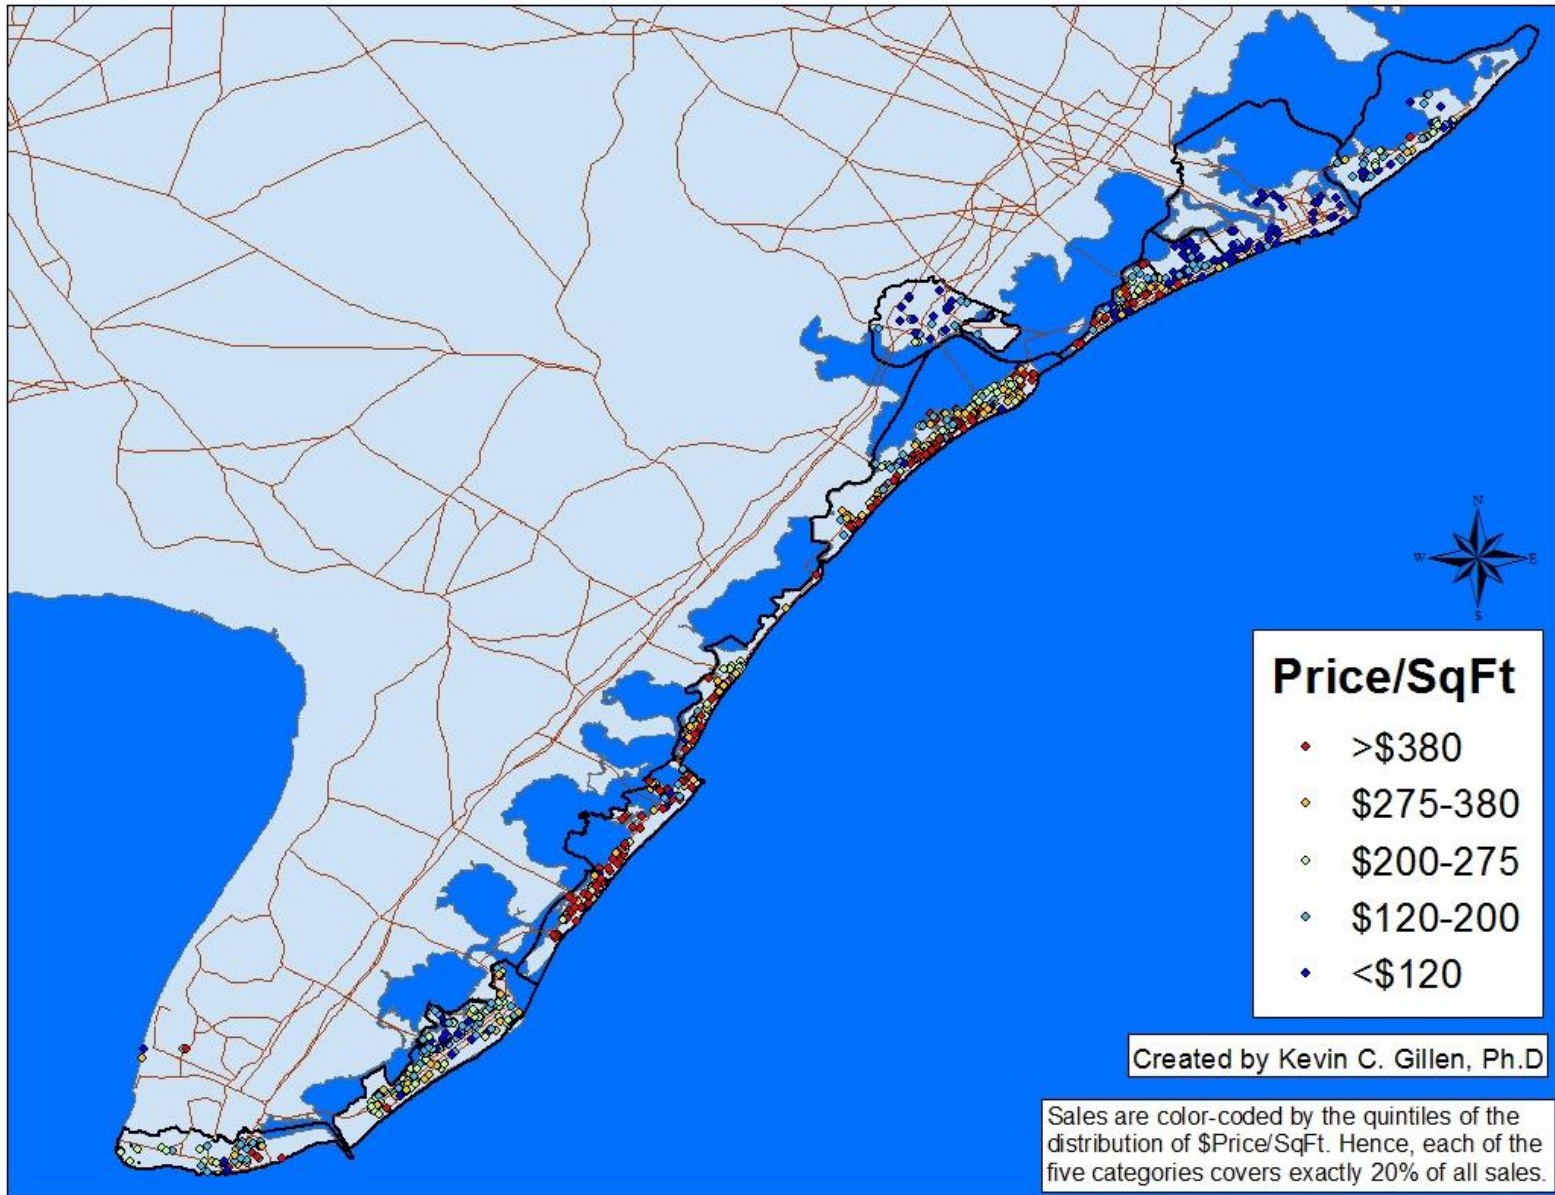 N
W
E
S
Price/SqFt
>$380
$275-380
$200-275
$120-200
<$120
Created by Kevin C. Gillen, Ph.D
Sales are color-coded by the quintiles of the
distribution of $Price/SqFt. Hence, each of the
five categories covers exactly 20% of all sales.